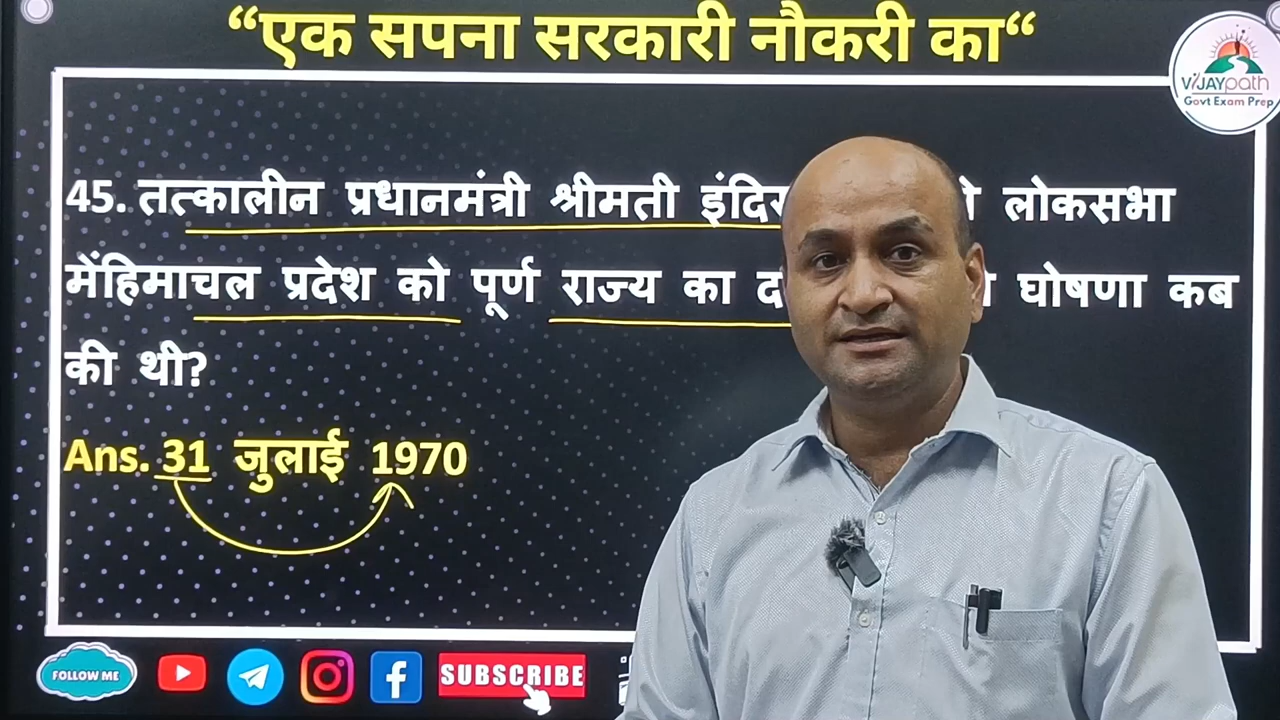 “एक सपना सरकारी नौकरी का“
VIJAYpath
Govt Exam Prep
45. तत्कालीन प्रधानमंत्री श्रीमती लोकसभा
मेंहिमाचल प्रदेश को पूर्ण राज्य का घोषणा कब
की थी?
Ans. 31 जुलाई 1970
FOLLOW ME
SUBSCRIBE